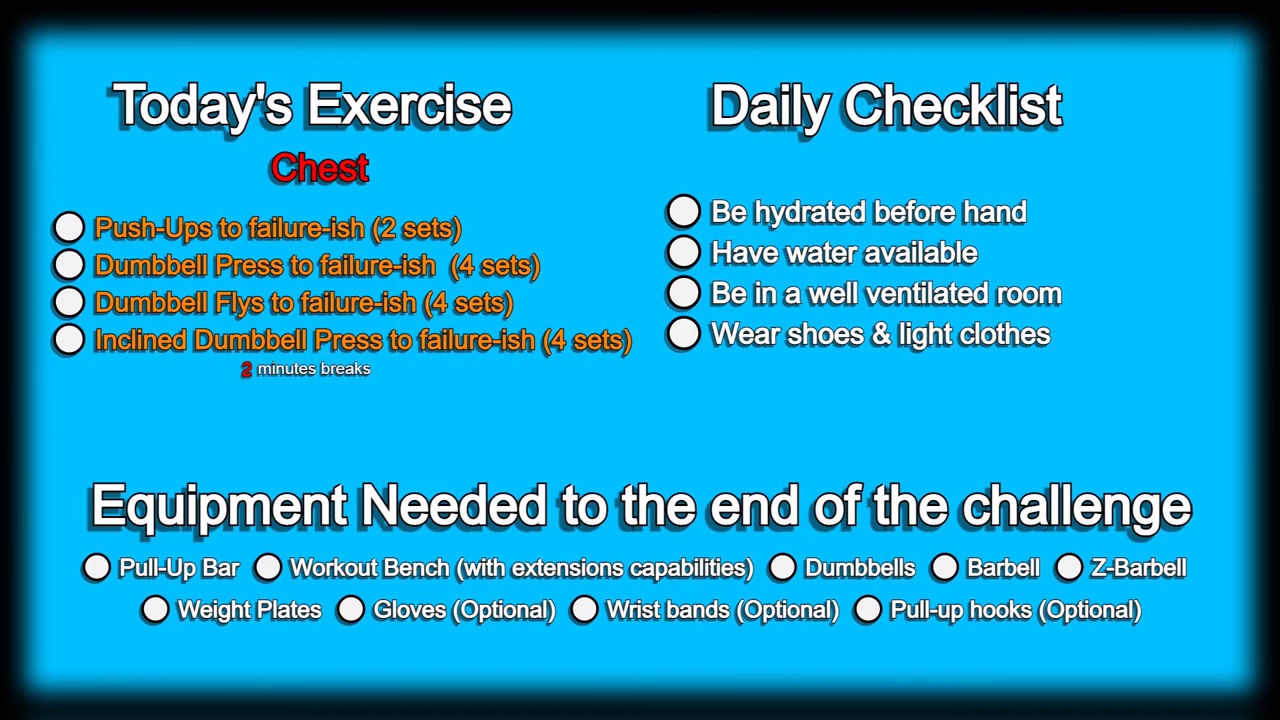 Today's Exercise
Chest
Push-Ups to failure-ish (2 sets)
Dumbbell Press to failure-ish (4 sets)
Dumbbell Flys to failure-ish (4 sets)
Inclined Dumbbell Press to failure-ish (4 sets)
2 minutes breaks
Daily Checklist
Be hydrated before hand
Have water available
Be in a well ventilated room
Wear shoes & light clothes
Equipment Needed to the end of the challenge
Pull-Up Bar Workout Bench (with extensions capabilities) Dumbbells Barbell Z-Barbell
Weight Plates Gloves (Optional) Wrist bands (Optional) Pull-up hooks (Optional)